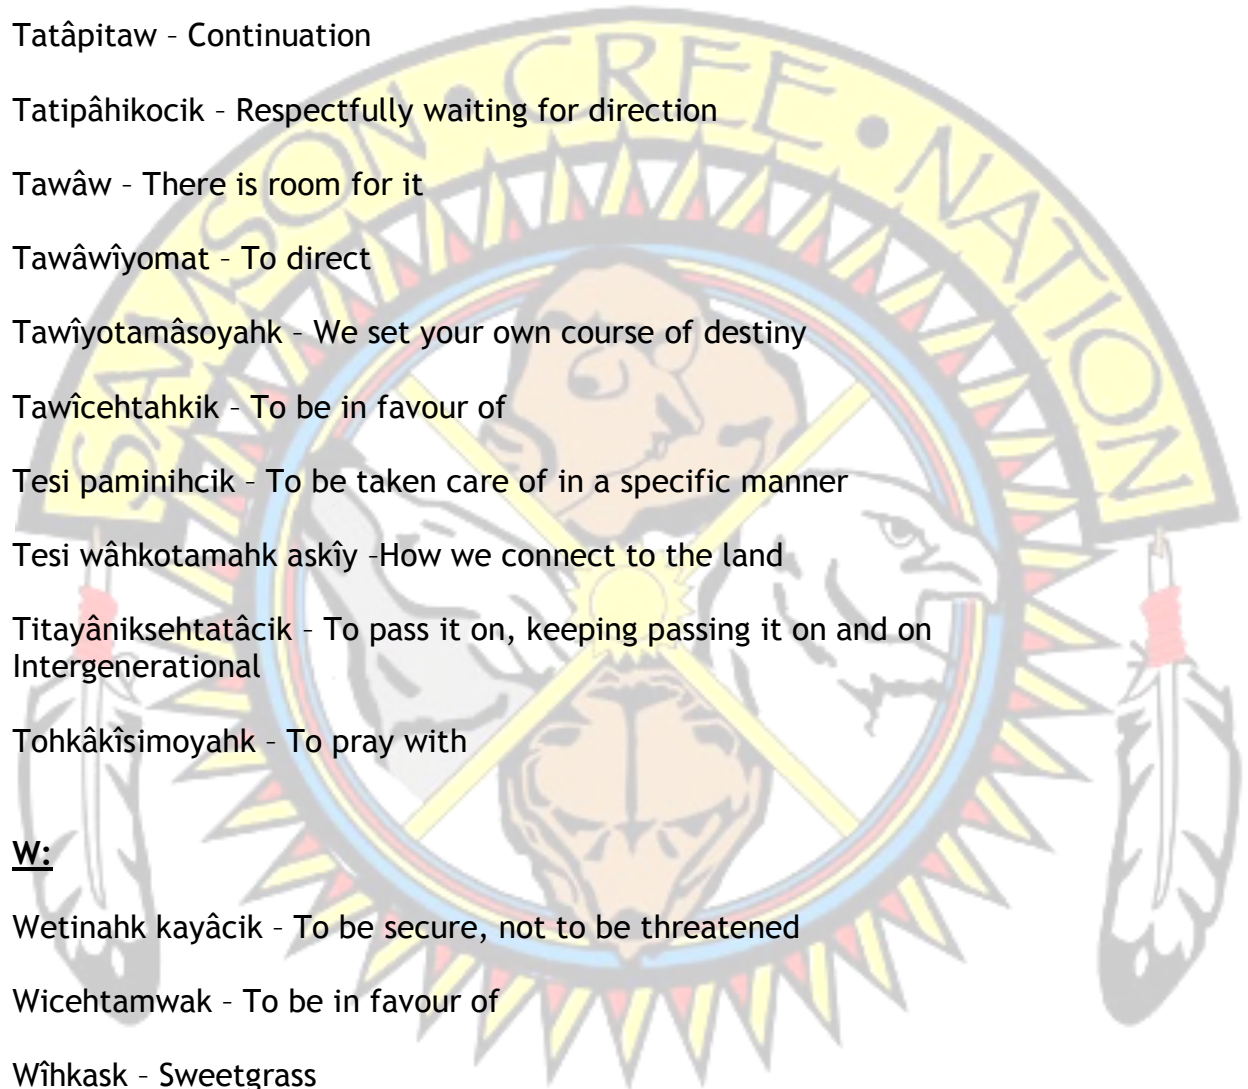 SAMSON • CREE • NATION
Tatâpitaw – Continuation
Tatipâhikocik – Respectfully waiting for direction
Tawâw – There is room for it
Tawâwîyomat – To direct
Tawîyotamâsoyahk – We set your own course of destiny
Tawîcehtahkik – To be in favour of
Tesi paminihcik – To be taken care of in a specific manner
Tesi wâhkotamahk askîy –How we connect to the land
Titayâniksehtatâcik – To pass it on, keeping passing it on and on
Intergenerational
Tohkâkîsimoyahk – To pray with
W:
Wetinahk kayâcik – To be secure, not to be threatened
Wicehtamwak – To be in favour of
Wîhkask – Sweetgrass